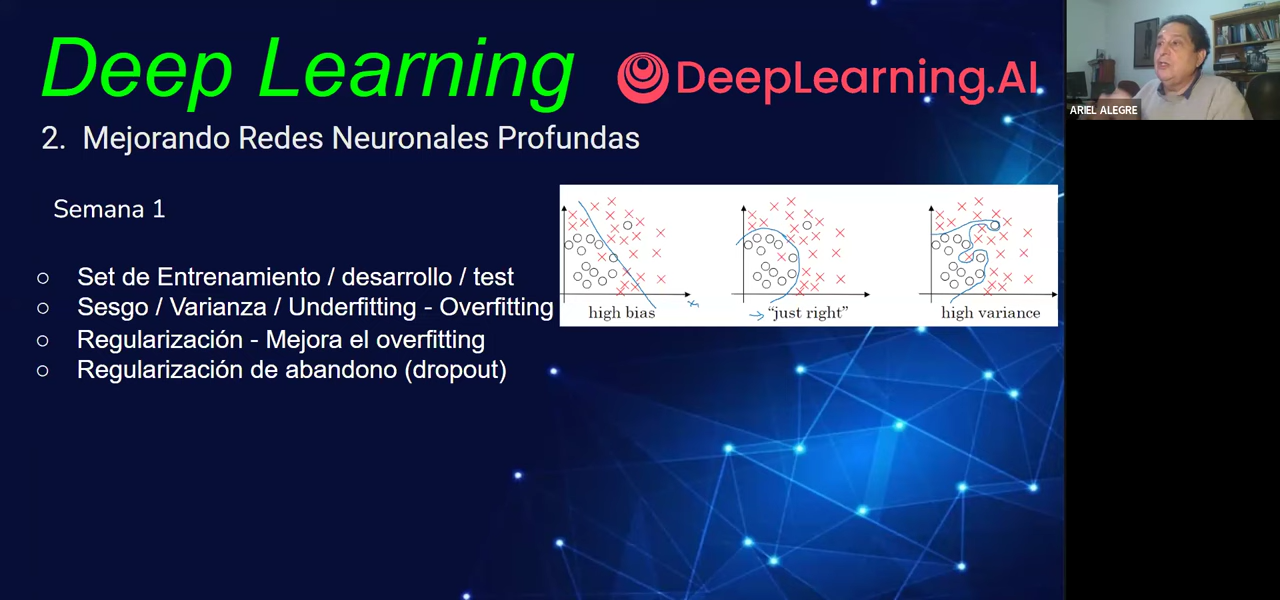 Deep Learning
DeepLearning.AI
ARIEL ALEGRE
2. Mejorando Redes Neuronales Profundas
Semana 1
○ Set de Entrenamiento / desarrollo / test
○ Sesgo / Varianza / Underfitting - Overfitting
○ Regularización - Mejora el overfitting
○ Regularización de abandono (dropout)
x₁
high bias
→ "just right"
high variance